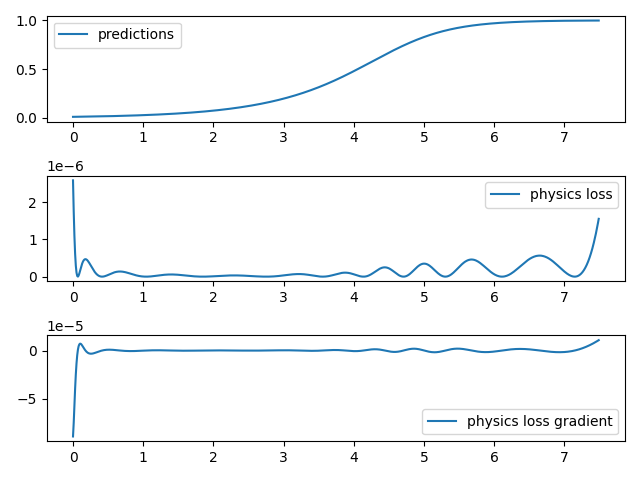 1.0
0.5
0.0
predictions
0 1 2 3 4 5 6 7
1e−6
2
1
0
physics loss
0 1 2 3 4 5 6 7
1e−5
0
−5
physics loss gradient
0 1 2 3 4 5 6 7